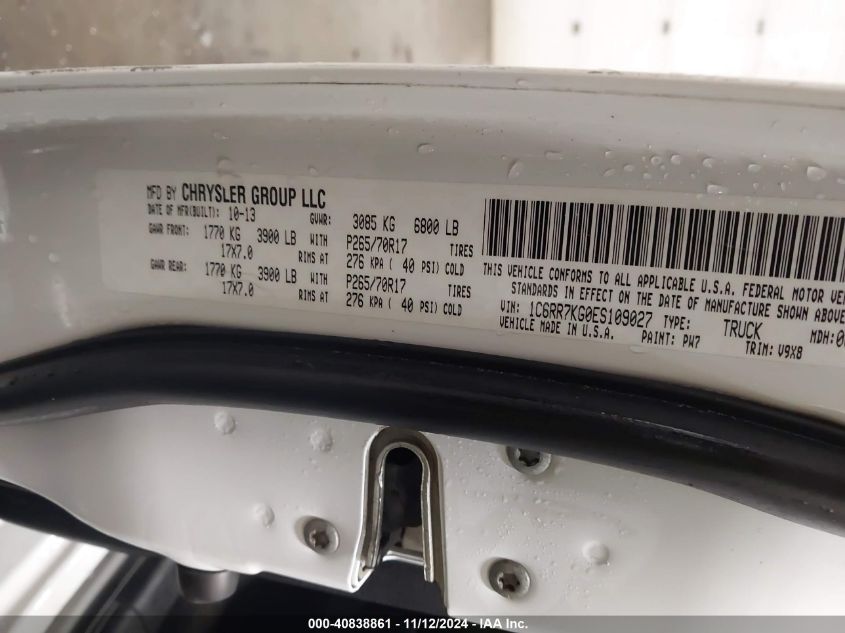 MFD BY CHRYSLER GROUP LLC
DATE OF MFR(BUILT): 10-13 GVWR: 3085 KG 6800 LB
GAWR FRONT: 1770 KG 3900 LB WITH P265/70R17 TIRES
17X7.0 RIMS AT 276 KPA ( 40 PSI) COLD
GAWR REAR: 1770 KG 3900 LB WITH P265/70R17 TIRES
17X7.0 RIMS AT 276 KPA ( 40 PSI) COLD
THIS VEHICLE CONFORMS TO ALL APPLICABLE U.S.A. FEDERAL MOTOR
STANDARDS IN EFFECT ON THE DATE OF MANUFACTURE SHOWN ABOVE
VIN: 1C6RR7KG0ES109027 TYPE: TRUCK
VEHICLE MADE IN U.S.A. PAINT: PW7 MDH:
TRIM: V9X8
000-40838861 - 11/12/2024 - IAA Inc.